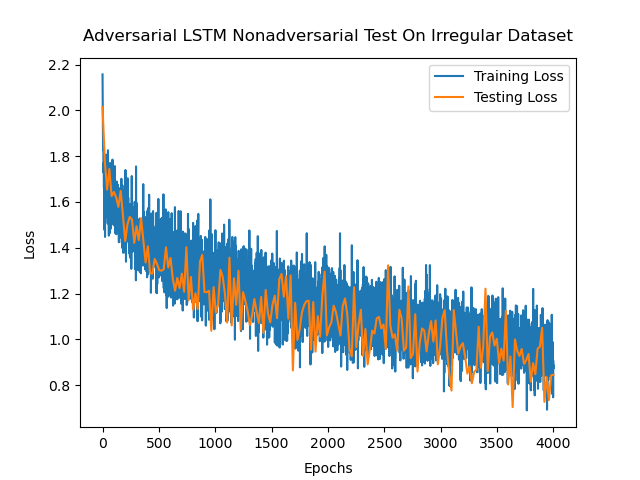 Adversarial LSTM Nonadversarial Test On Irregular Dataset
Training Loss
Testing Loss
Loss
2.2
2.0
1.8
1.6
1.4
1.2
1.0
0.8
0 500 1000 1500 2000 2500 3000 3500 4000
Epochs